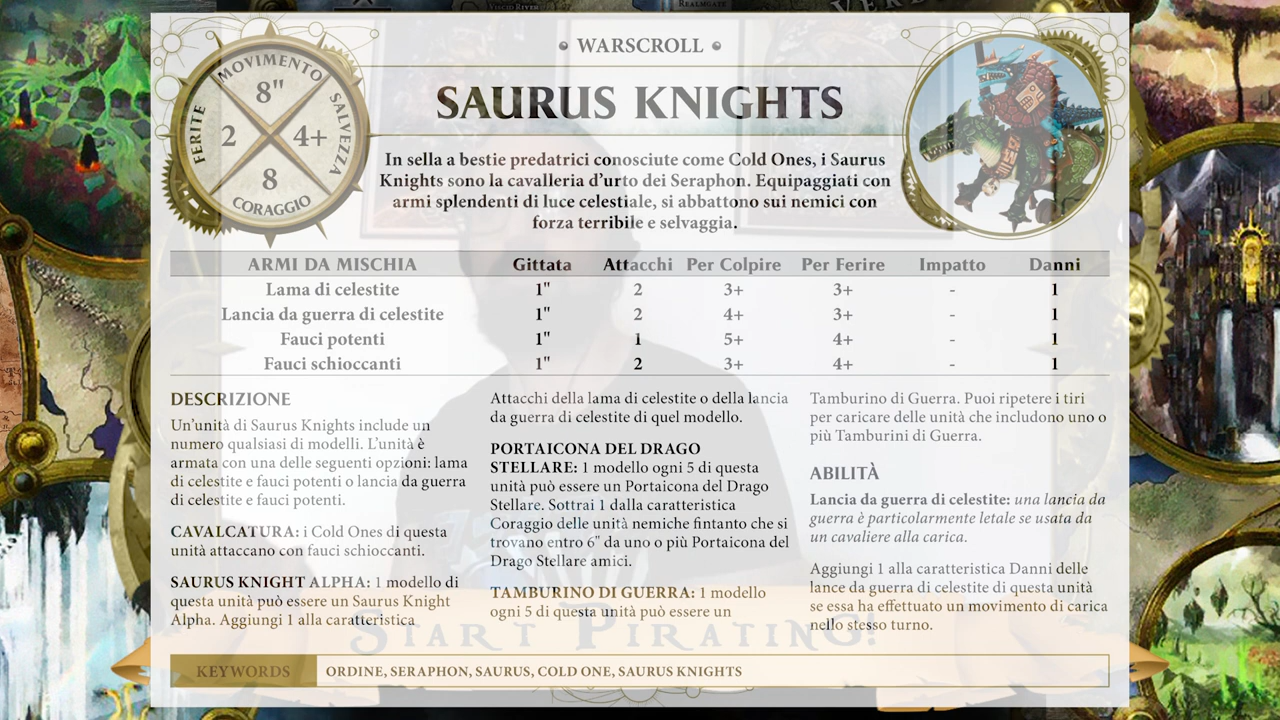 VISCID RIVER
REALMGATE
• WARSCROLL •
SAURUS KNIGHTS
MOVIMENTO
8"
FERITE
2
4+
SALVEZZA
8
CORAGGIO
In sella a bestie predatrici conosciute come Cold Ones, i Saurus
Knights sono la cavalleria d'urto dei Seraphon. Equipaggiati con
armi splendenti di luce celestiale, si abbattono sui nemici con
forza terribile e selvaggia.
ARMI DA MISCHIA Gittata Attacchi Per Colpire Per Ferire Impatto Danni
Lama di celestite 1" 2 3+ 3+ - 1
Lancia da guerra di celestite 1" 2 4+ 3+ - 1
Fauci potenti 1" 1 5+ 4+ - 1
Fauci schioccanti 1" 2 3+ 4+ - 1
DESCRIZIONE
Un'unità di Saurus Knights include un
numero qualsiasi di modelli. L'unità è
armata con una delle seguenti opzioni: lama
di celestite e fauci potenti o lancia da guerra
di celestite e fauci potenti.
CAVALCATURA: i Cold Ones di questa
unità attaccano con fauci schioccanti.
SAURUS KNIGHT ALPHA: 1 modello di
questa unità può essere un Saurus Knight
Alpha. Aggiungi 1 alla caratteristica
Attacchi della lama di celestite o della lancia
da guerra di celestite di quel modello.
PORTAICONA DEL DRAGO
STELLARE: 1 modello ogni 5 di questa
unità può essere un Portaicona del Drago
Stellare. Sottrai 1 dalla caratteristica
Coraggio delle unità nemiche fintanto che si
trovano entro 6" da uno o più Portaicona del
Drago Stellare amici.
TAMBURINO DI GUERRA: 1 modello
ogni 5 di questa unità può essere un
Tamburino di Guerra. Puoi ripetere i tiri
per caricare delle unità che includono uno o
più Tamburini di Guerra.
ABILITÀ
Lancia da guerra di celestite: una lancia da
guerra è particolarmente letale se usata da
un cavaliere alla carica.
Aggiungi 1 alla caratteristica Danni delle
lance da guerra di celestite di questa unità
se essa ha effettuato un movimento di carica
nello stesso turno.
START PIRATING!
KEYWORDS ORDINE, SERAPHON, SAURUS, COLD ONE, SAURUS KNIGHTS